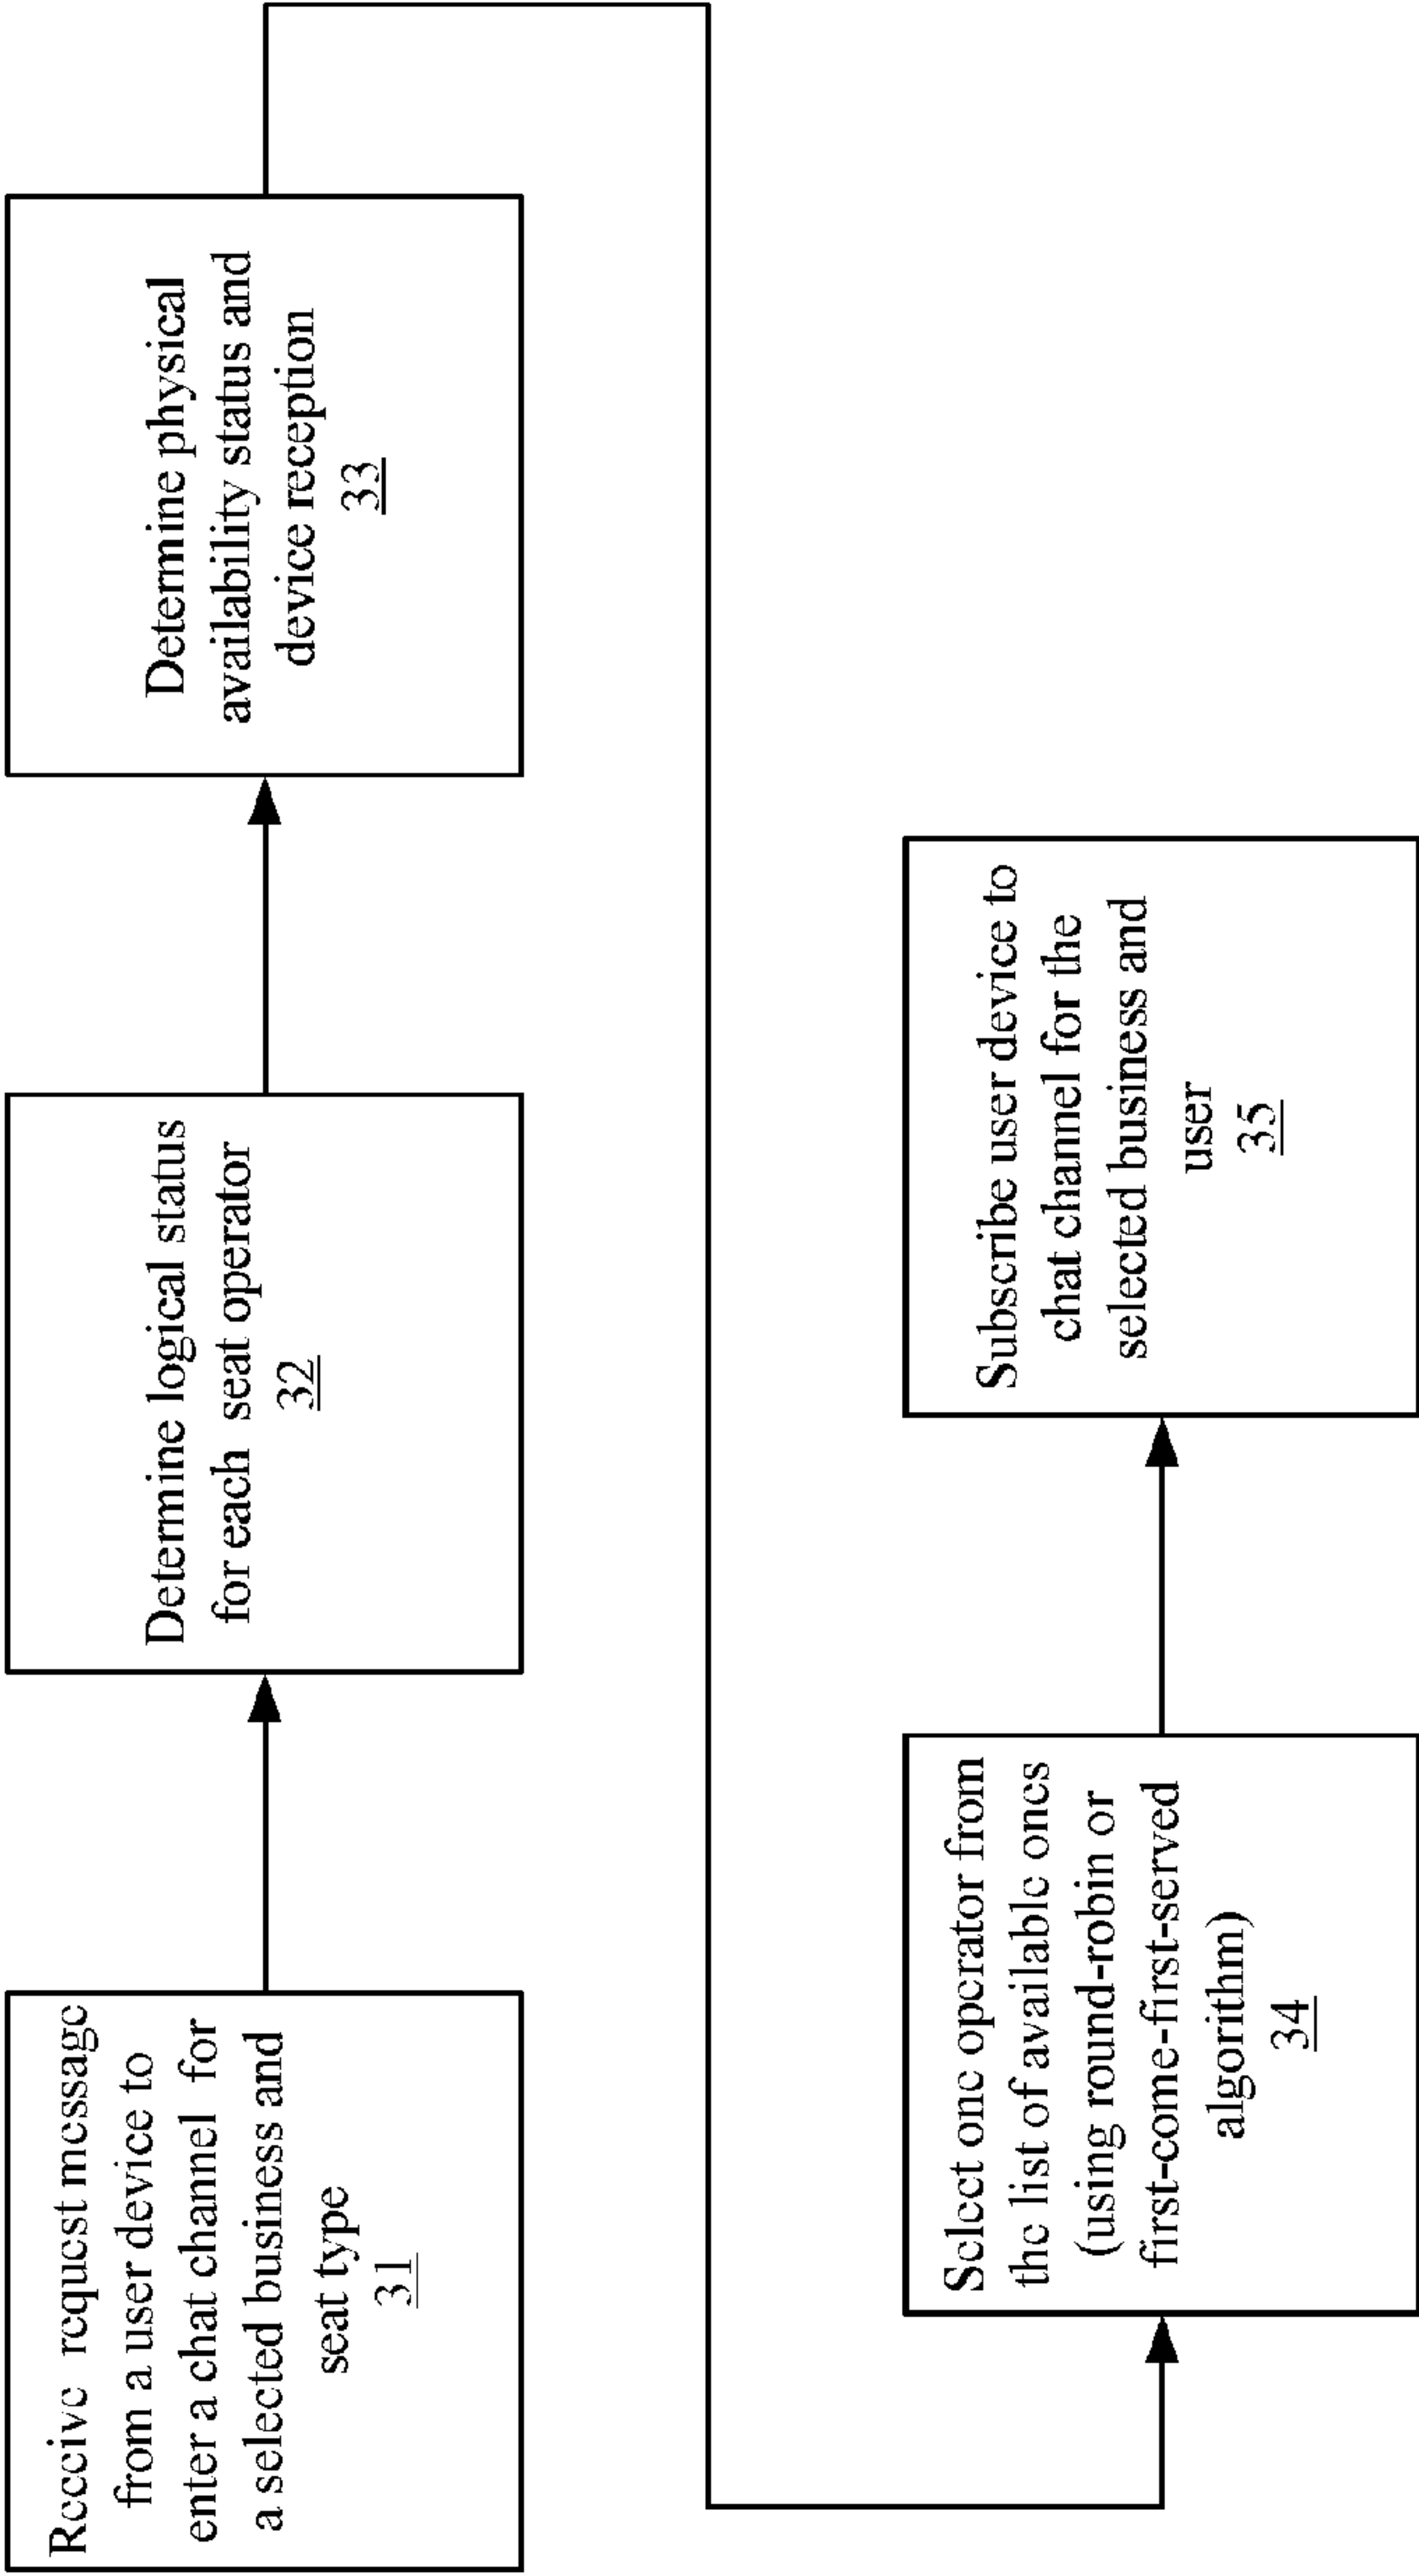 Receive request message
from a user device to
enter a chat channel for
a selected business and
seat type
31
Determine logical status
for each seat operator
32
Determine physical
availability status and
device reception
33
Select one operator from
the list of available ones
(using round-robin or
first-come-first-served
algorithm)
34
Subscribe user device to
chat channel for the
selected business and
user
35